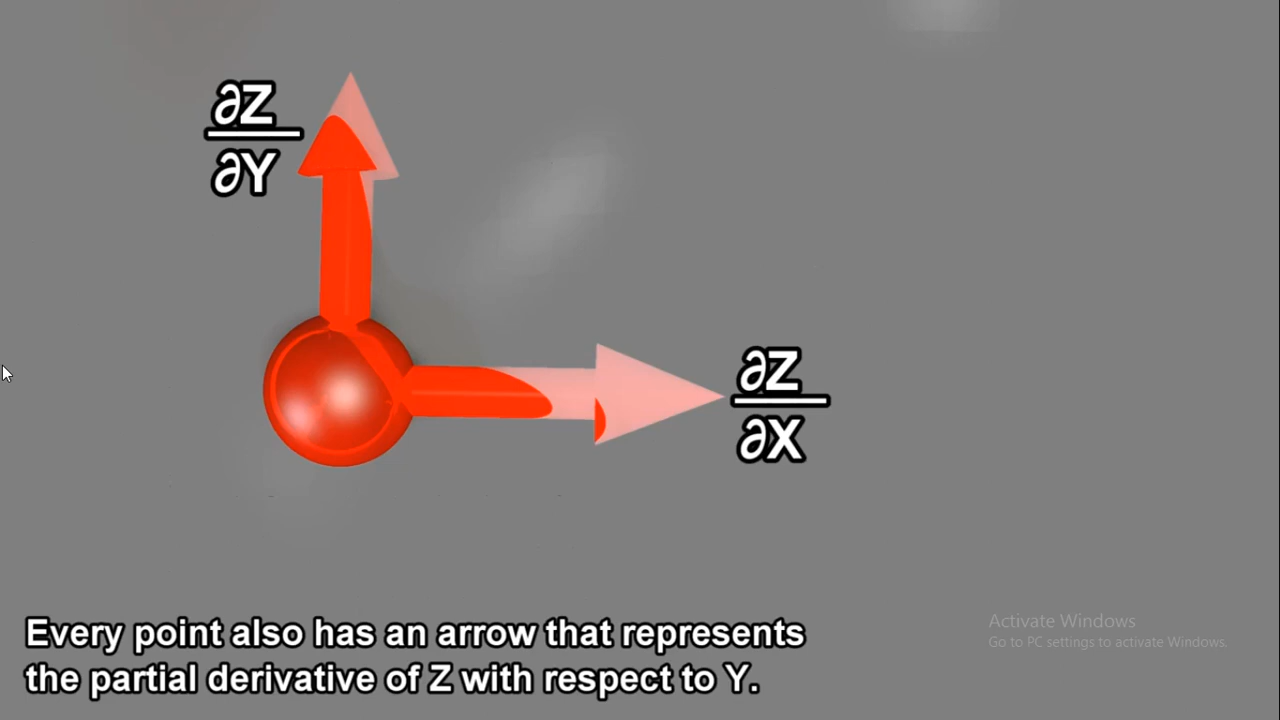 ∂Z
∂Y
∂Z
∂X
Every point also has an arrow that represents
the partial derivative of Z with respect to Y.
Activate Windows
Go to PC settings to activate Windows.